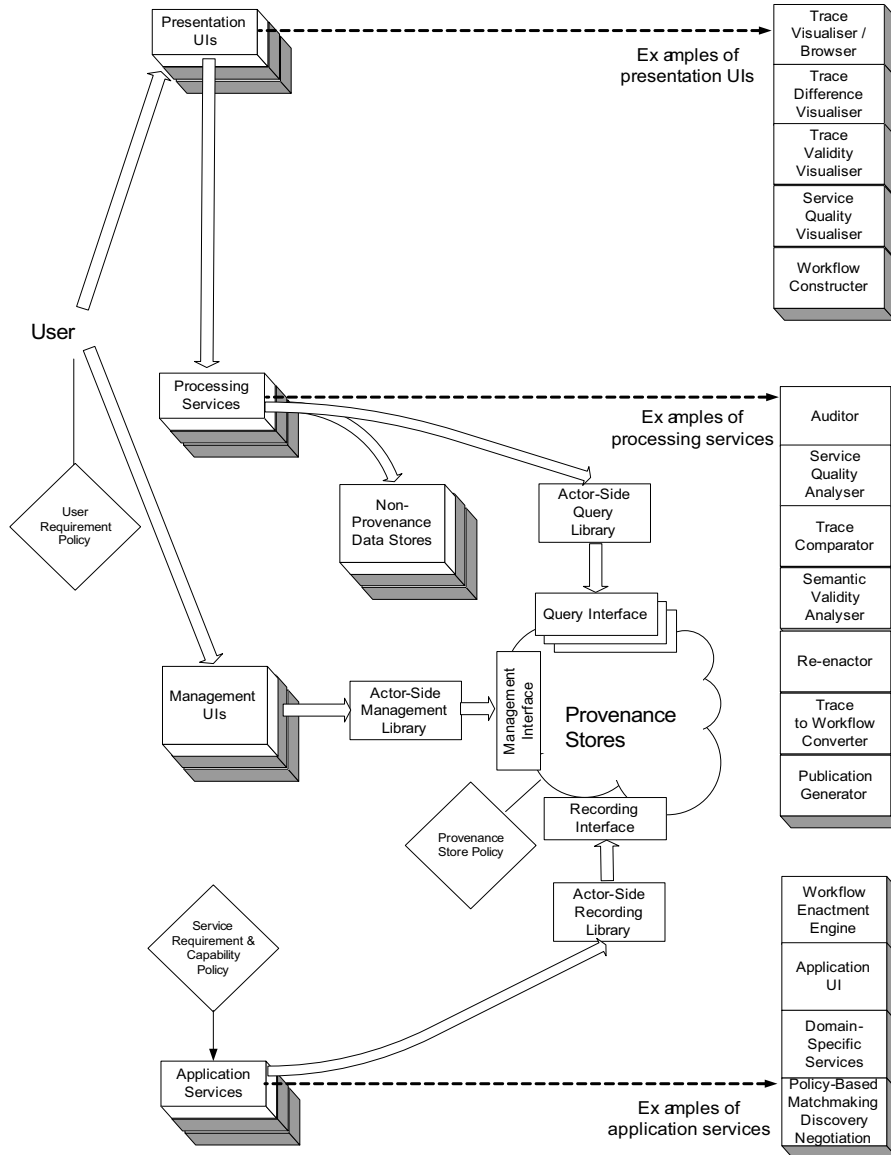 Presentation
UIs
Ex amples of
presentation UIs
Trace
Visualiser /
Browser
Trace
Difference
Visualiser
Trace
Validity
Visualiser
Service
Quality
Visualiser
Workflow
Constructer
User
Processing
Services
Ex amples of
processing services
Auditor
Service
Quality
Analyser
Trace
Comparator
Semantic
Validity
Analyser
Re-enactor
Trace
to Workflow
Converter
Publication
Generator
User
Requirement
Policy
Non-
Provenance
Data Stores
Actor-Side
Query
Library
Query Interface
Management
UIs
Actor-Side
Management
Library
Management
Interface
Provenance
Stores
Provenance
Store Policy
Recording
Interface
Actor-Side
Recording
Library
Service
Requirement &
Capability
Policy
Application
Services
Ex amples of
application services
Workflow
Enactment
Engine
Application
UI
Domain-
Specific
Services
Policy-Based
Matchmaking
Discovery
Negotiation